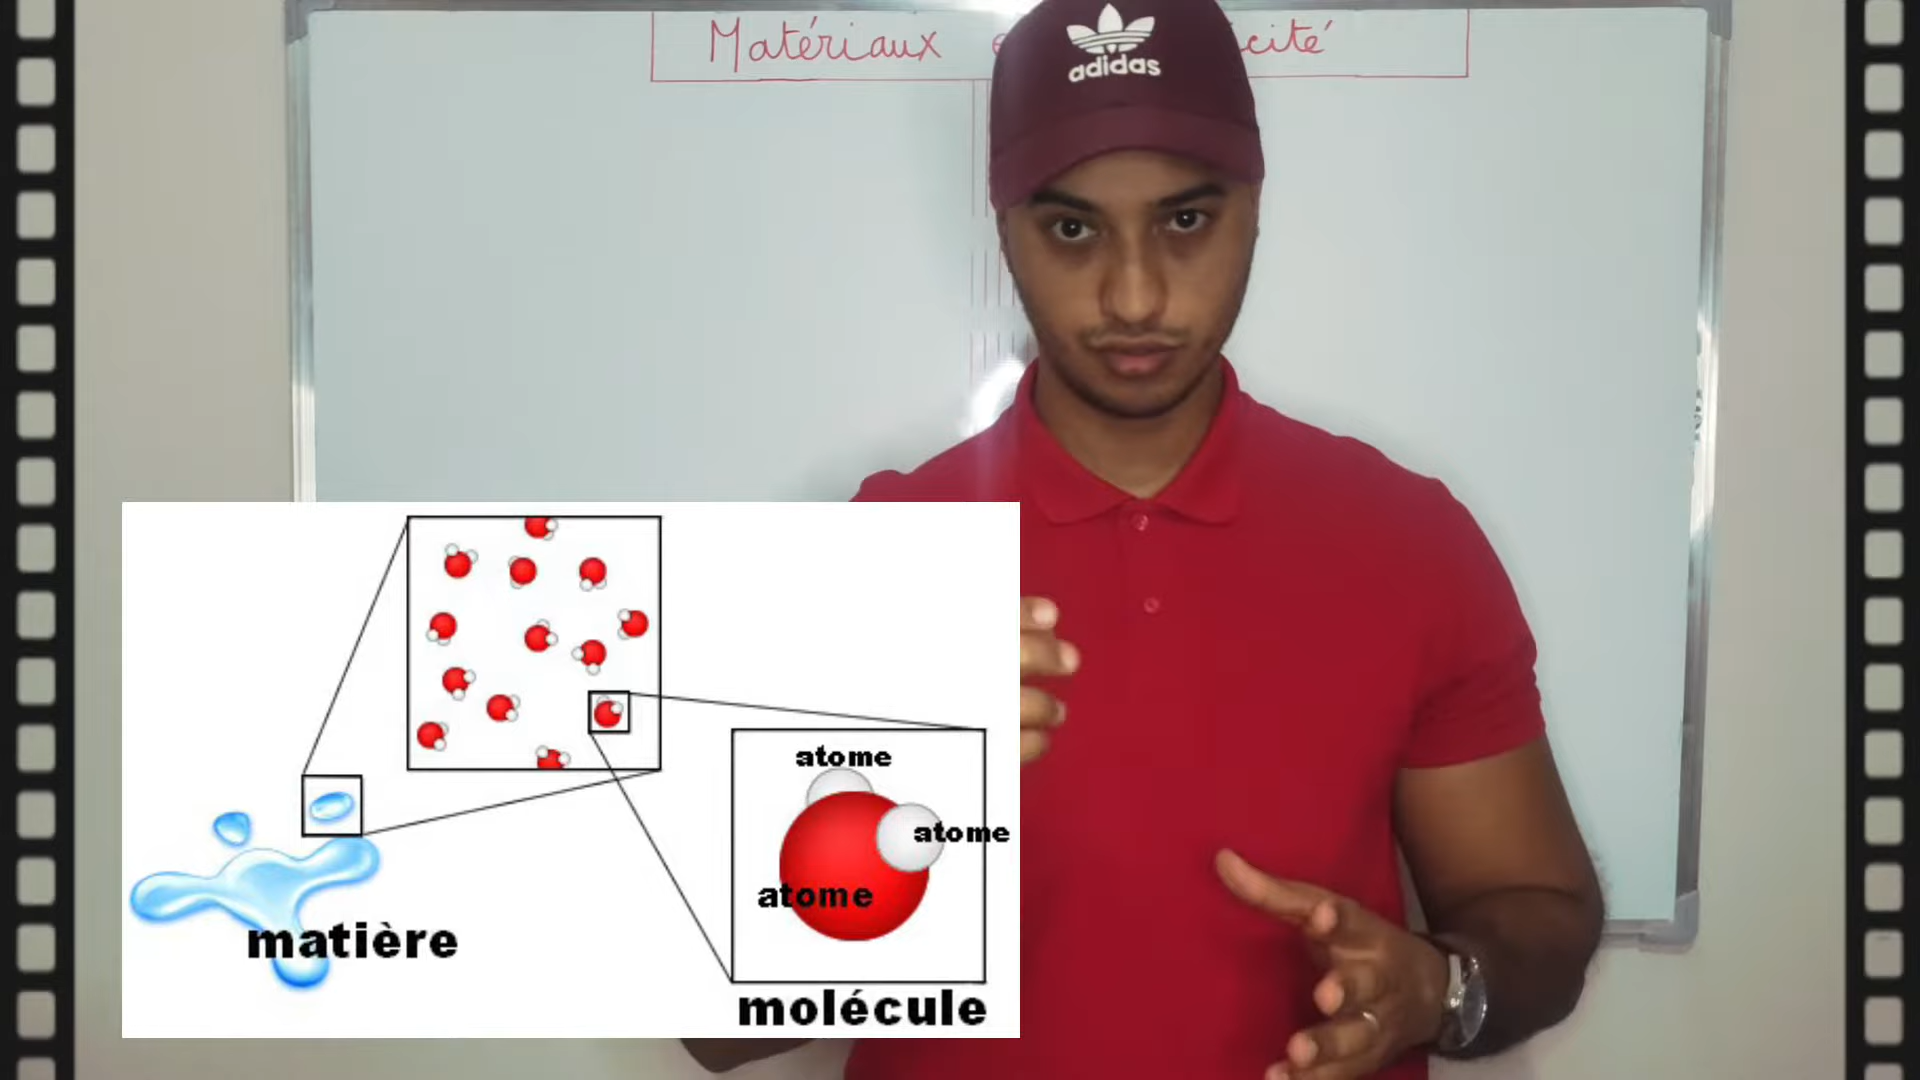 Matériaux e
cité
adidas
atome
atome
atome
matière
molécule